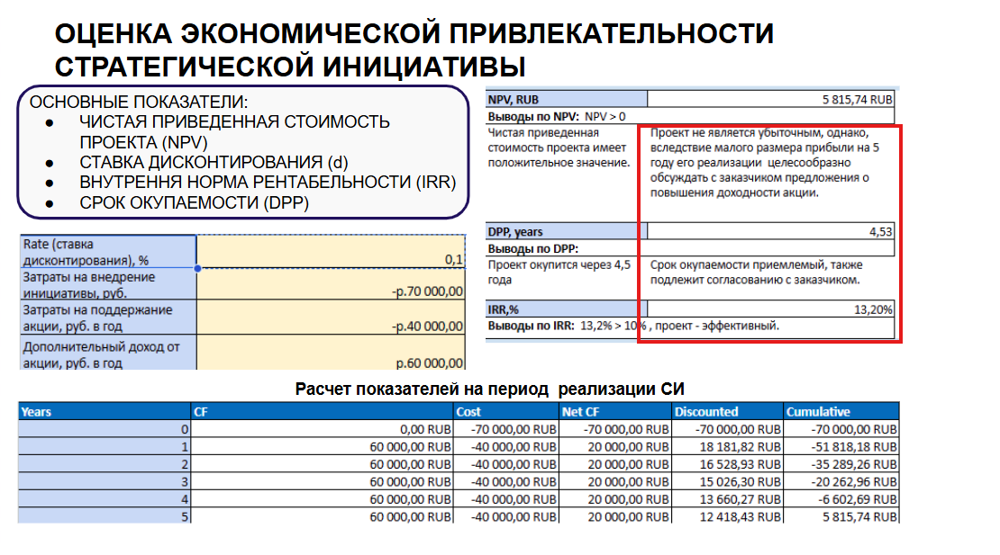 ОЦЕНКА ЭКОНОМИЧЕСКОЙ ПРИВЛЕКАТЕЛЬНОСТИ
СТРАТЕГИЧЕСКОЙ ИНИЦИАТИВЫ
ОСНОВНЫЕ ПОКАЗАТЕЛИ:
● ЧИСТАЯ ПРИВЕДЕННАЯ СТОИМОСТЬ
ПРОЕКТА (NPV)
● СТАВКА ДИСКОНТИРОВАНИЯ (d)
● ВНУТРЕННЯ НОРМА РЕНТАБЕЛЬНОСТИ (IRR)
● СРОК ОКУПАЕМОСТИ (DPP)
Rate (ставка
дисконтирования), % 0,1
Затраты на внедрение
инициативы, руб. -р.70 000,00
Затраты на поддержание
акции, руб. в год -р.40 000,00
Дополнительный доход от
акции, руб. в год р.60 000,00
NPV, RUB 5 815,74 RUB
Выводы по NPV: NPV > 0
Чистая приведенная
стоимость проекта имеет
положительное значение.
Проект не является убыточным, однако,
вследствие малого размера прибыли на 5
году его реализации целесообразно
обсуждать с заказчиком предложения о
повышения доходности акции.
DPP, years 4,53
Выводы по DPP:
Проект окупится через 4,5
года
Срок окупаемости приемлемый, также
подлежит согласованию с заказчиком.
IRR,% 13,20%
Выводы по IRR: 13,2% > 10% , проект - эффективный.
Расчет показателей на период реализации СИ
Years CF Cost Net CF Discounted Cumulative
0 0,00 RUB -70 000,00 RUB -70 000,00 RUB -70 000,00 RUB -70 000,00 RUB
1 60 000,00 RUB -40 000,00 RUB 20 000,00 RUB 18 181,82 RUB -51 818,18 RUB
2 60 000,00 RUB -40 000,00 RUB 20 000,00 RUB 16 528,93 RUB -35 289,26 RUB
3 60 000,00 RUB -40 000,00 RUB 20 000,00 RUB 15 026,30 RUB -20 262,96 RUB
4 60 000,00 RUB -40 000,00 RUB 20 000,00 RUB 13 660,27 RUB -6 602,69 RUB
5 60 000,00 RUB -40 000,00 RUB 20 000,00 RUB 12 418,43 RUB 5 815,74 RUB